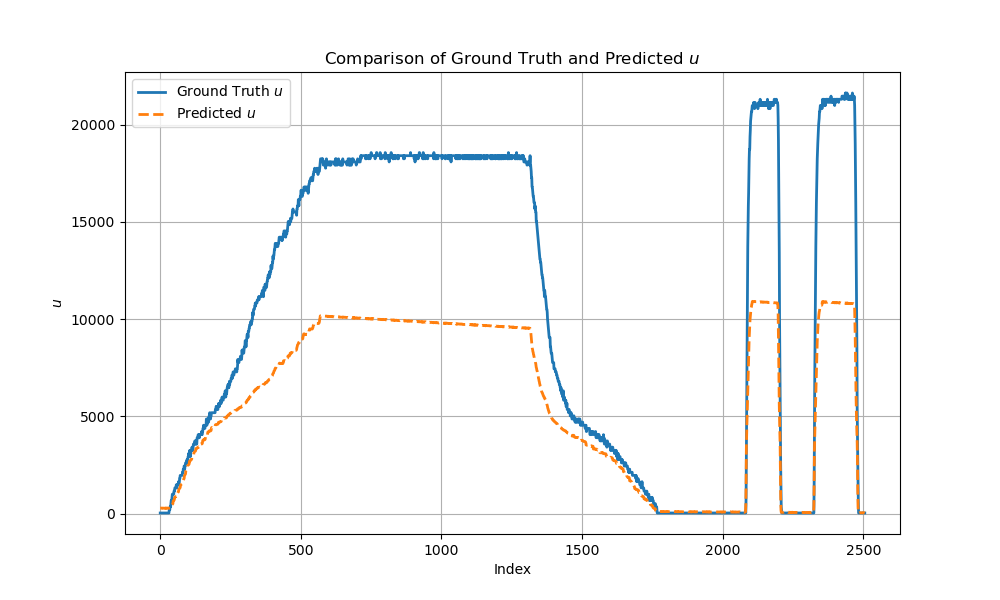 Comparison of Ground Truth and Predicted u
Ground Truth u
Predicted u
20000
15000
10000
5000
0
u
0 500 1000 1500 2000 2500
Index